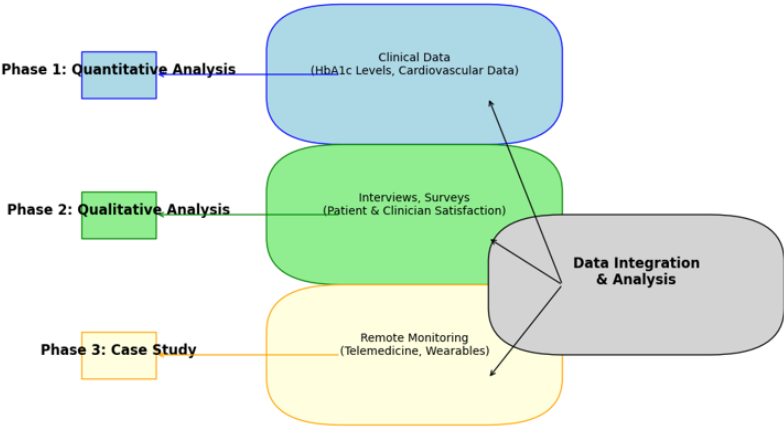 Phase 1: Quantitative Analysis
Clinical Data
(HbA1c Levels, Cardiovascular Data)
Phase 2: Qualitative Analysis
Interviews, Surveys
(Patient & Clinician Satisfaction)
Data Integration
& Analysis
Phase 3: Case Study
Remote Monitoring
(Telemedicine, Wearables)